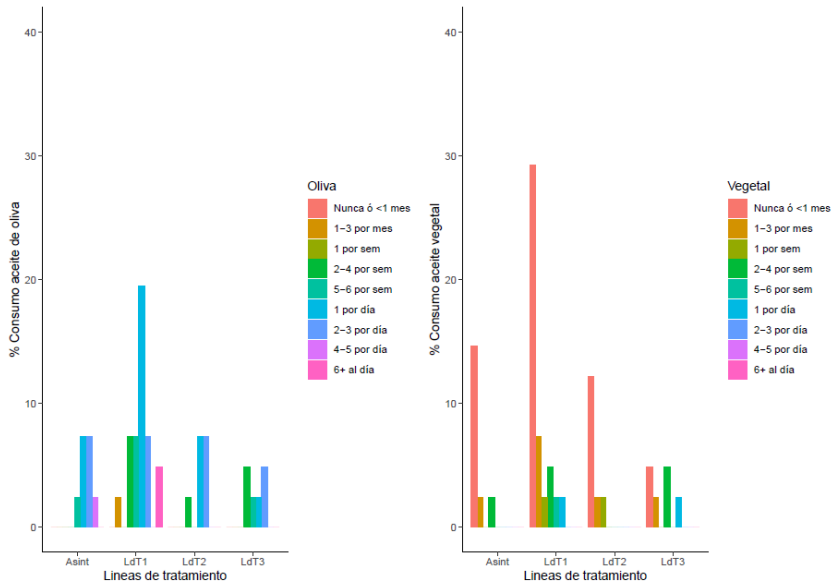 % Consumo aceite de oliva
40
30
20
10
0
Asint
LdT1
LdT2
LdT3
Lineas de tratamiento
Oliva
Nunca ó <1 mes
1−3 por mes
1 por sem
2−4 por sem
5−6 por sem
1 por día
2−3 por día
4−5 por día
6+ al día
% Consumo aceite vegetal
40
30
20
10
0
Asint
LdT1
LdT2
LdT3
Lineas de tratamiento
Vegetal
Nunca ó <1 mes
1−3 por mes
1 por sem
2−4 por sem
5−6 por sem
1 por día
2−3 por día
4−5 por día
6+ al día